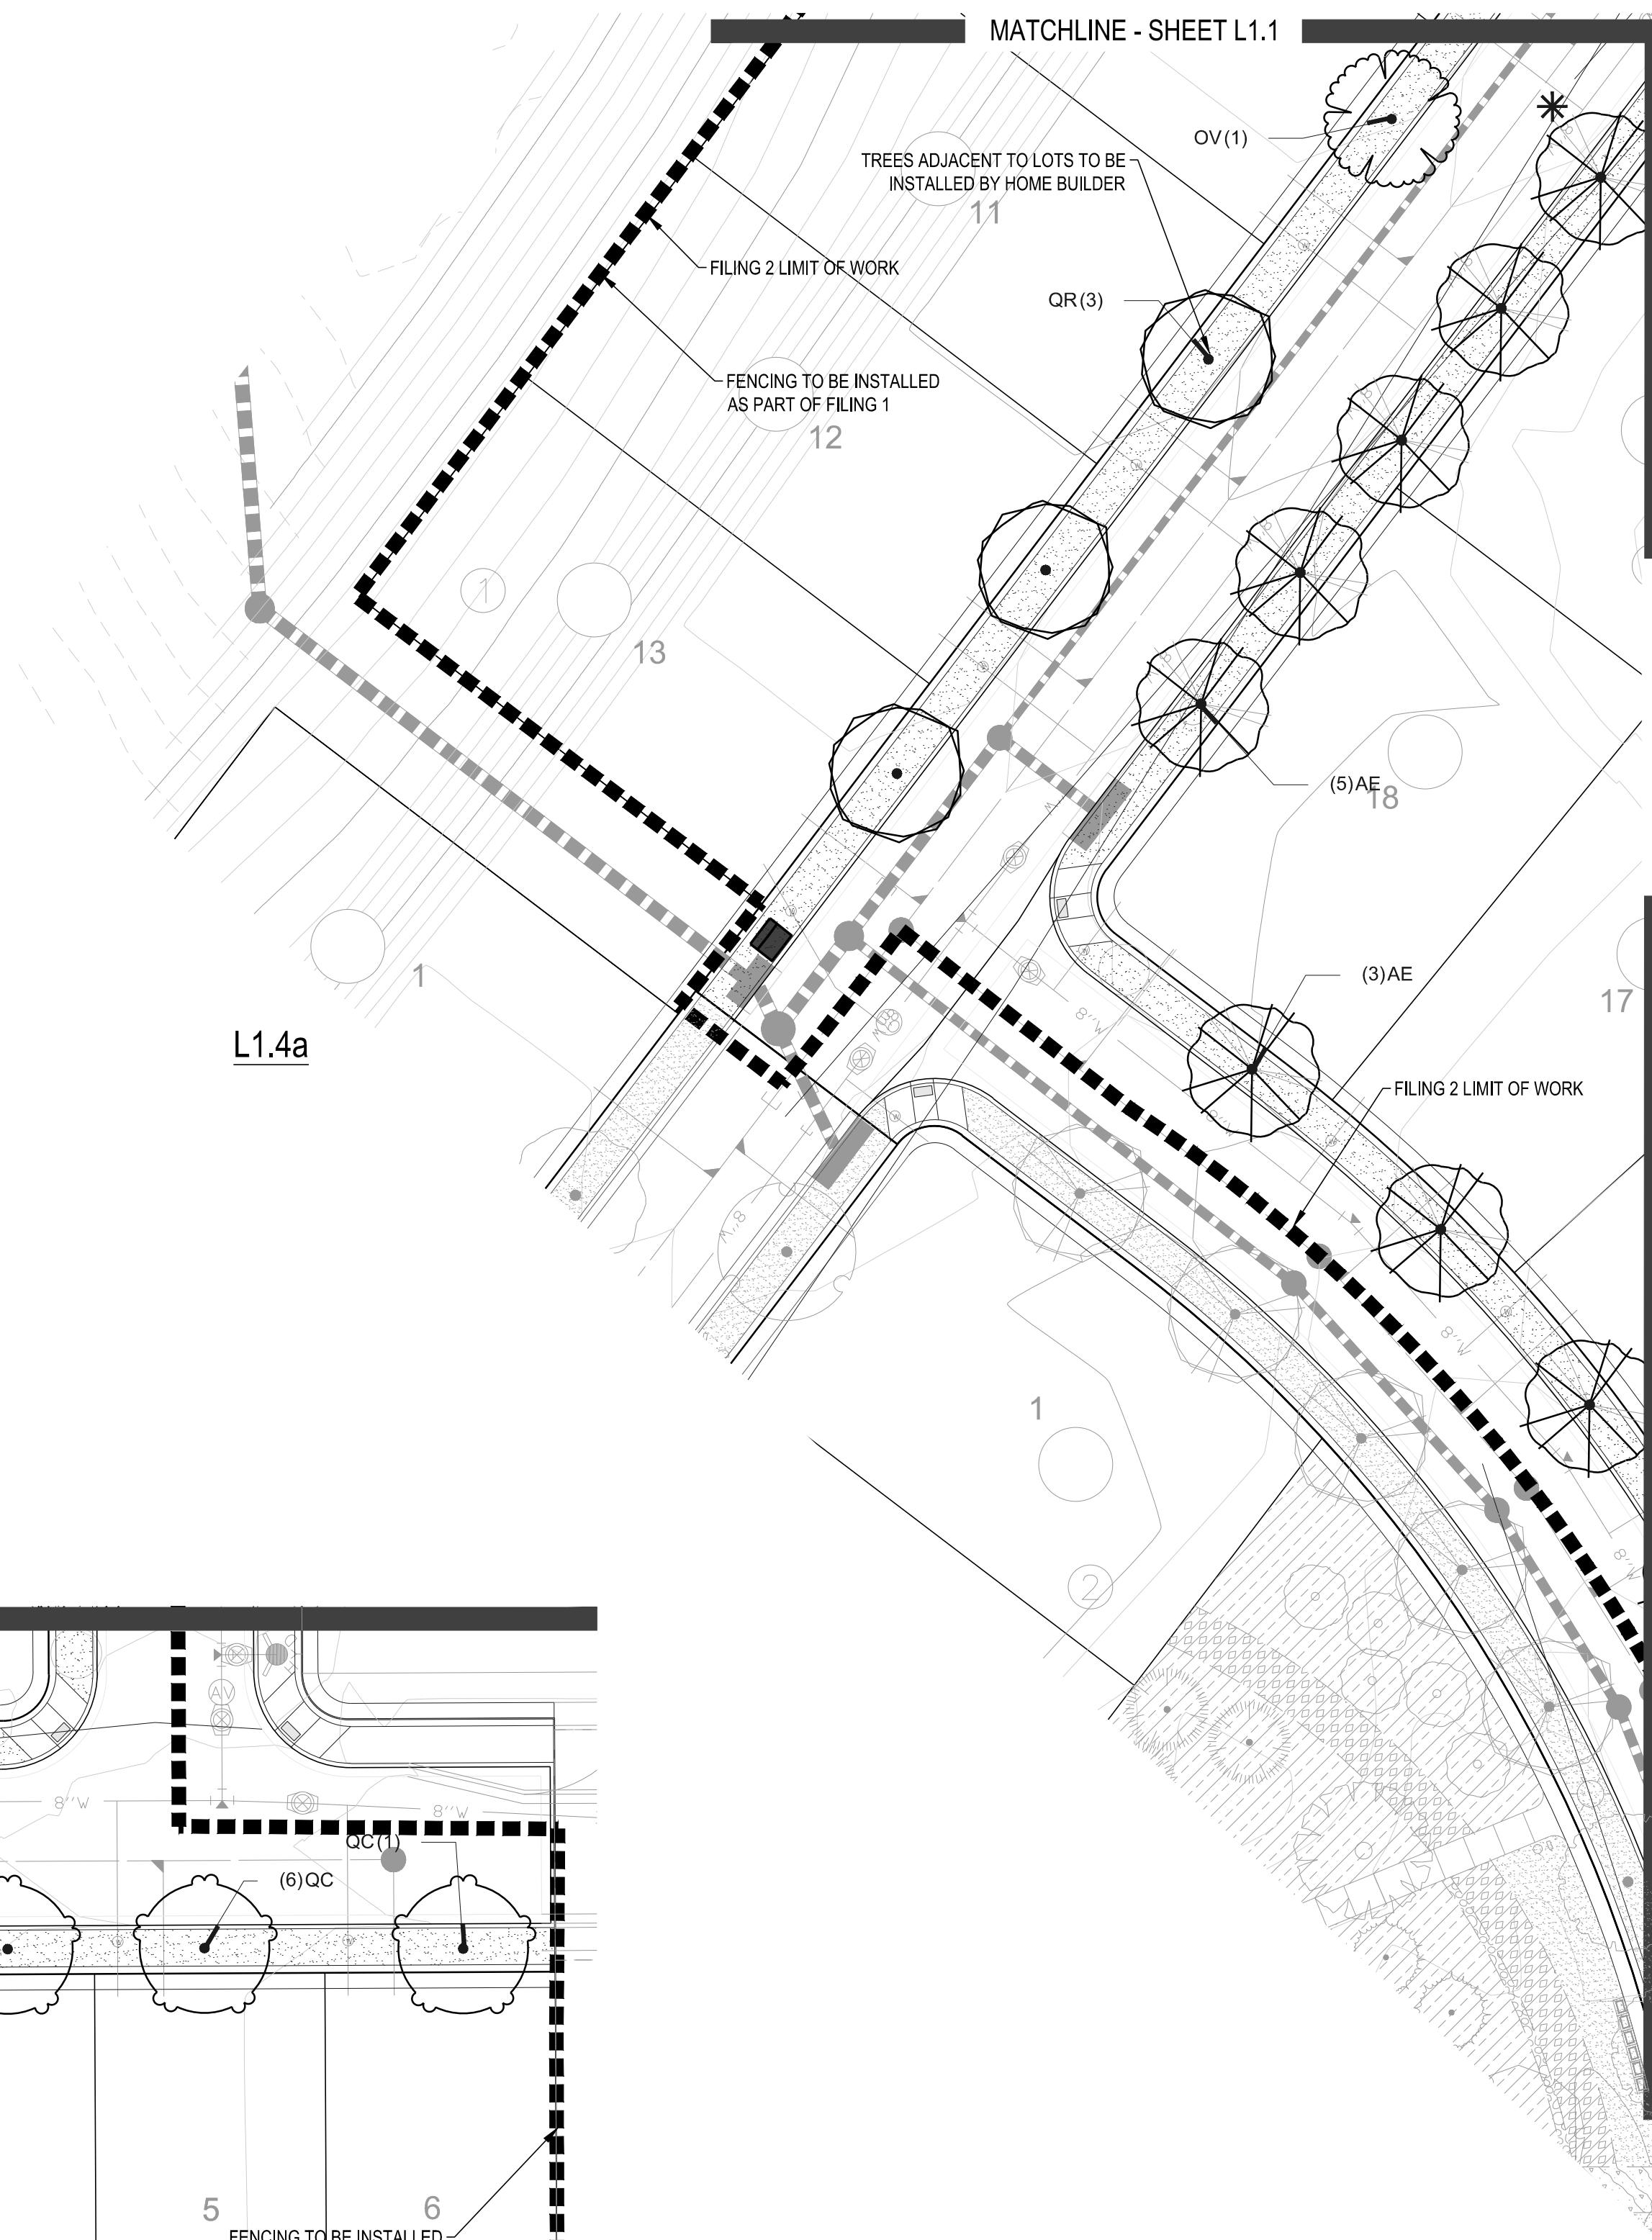 MATCHLINE - SHEET L1.1
OV(1)
TREES ADJACENT TO LOTS TO BE
INSTALLED BY HOME BUILDER
11
FILING 2 LIMIT OF WORK
QR(3)
FENCING TO BE INSTALLED
AS PART OF FILING 1
12
1
13
(5)AE
18
(3)AE
1
17
8"W
L1.4a
FILING 2 LIMIT OF WORK
8"W
8"W
1
8"W
2
AV
8"W
8"W
QC(1)
(6)QC
5
6
FENCING TO BE INSTALLED